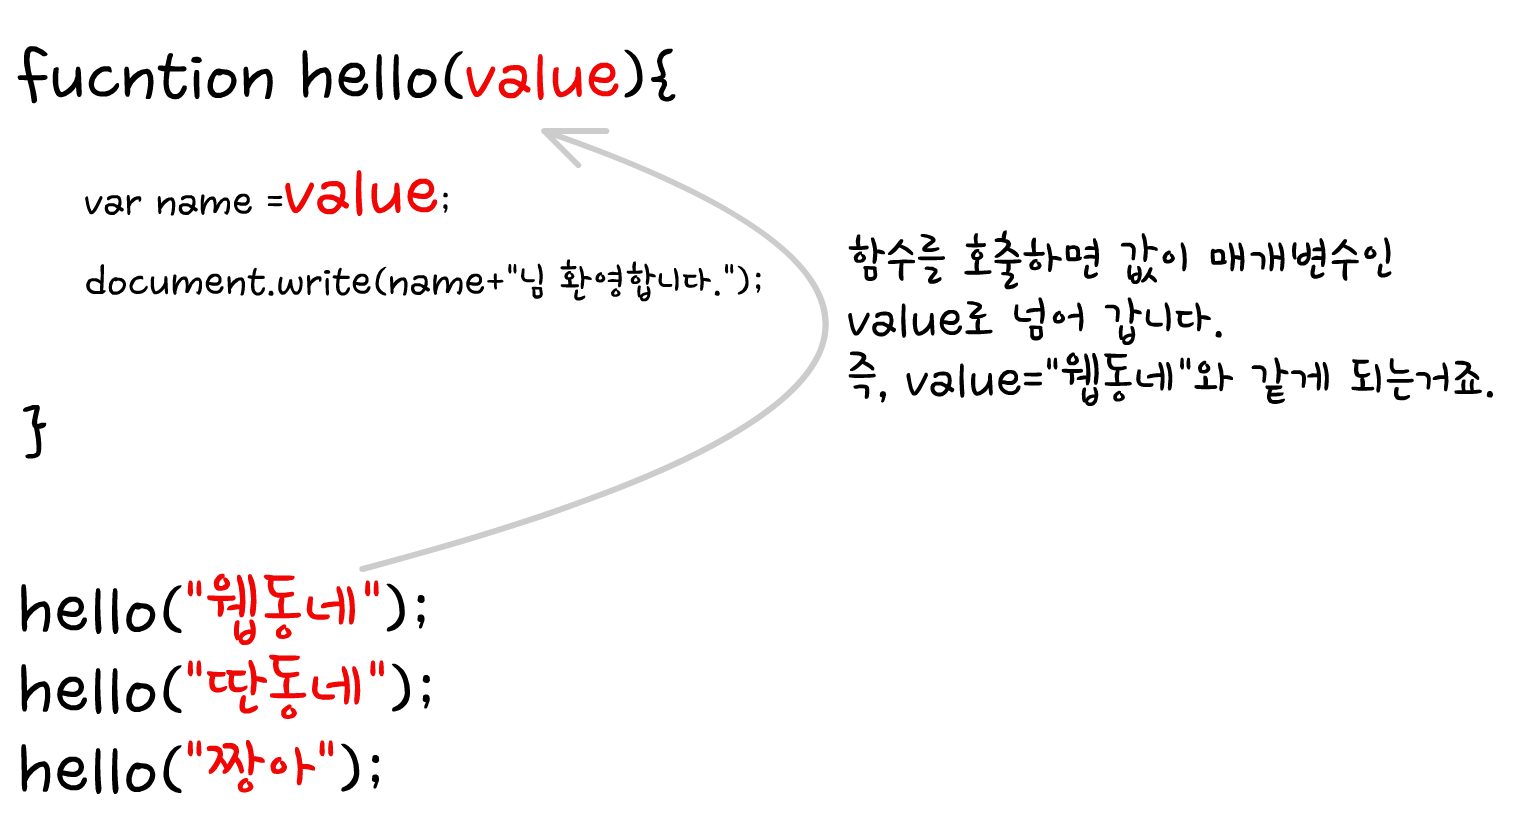 fucntion hello(value){
var name =value;
document.write(name+"님 환영합니다.");
}
함수를 호출하면 값이 매개변수인
value로 넘어 갑니다.
즉, value="웹동네"와 같게 되는거죠.
hello("웹동네");
hello("딴동네");
hello("짱아");